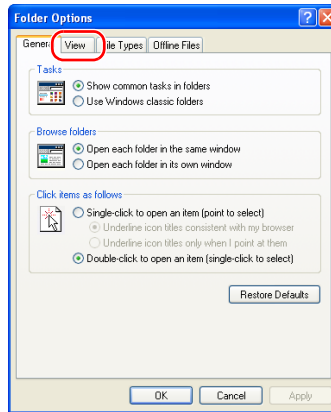 Folder Options
General View File Types Offline Files
Tasks
Show common tasks in folders
Use Windows classic folders
Browse folders
Open each folder in the same window
Open each folder in its own window
Click items as follows
Single-click to open an item (point to select)
Underline icon titles consistent with my browser
Underline icon titles only when I point at them
Double-click to open an item (single-click to select)
Restore Defaults
OK Cancel Apply